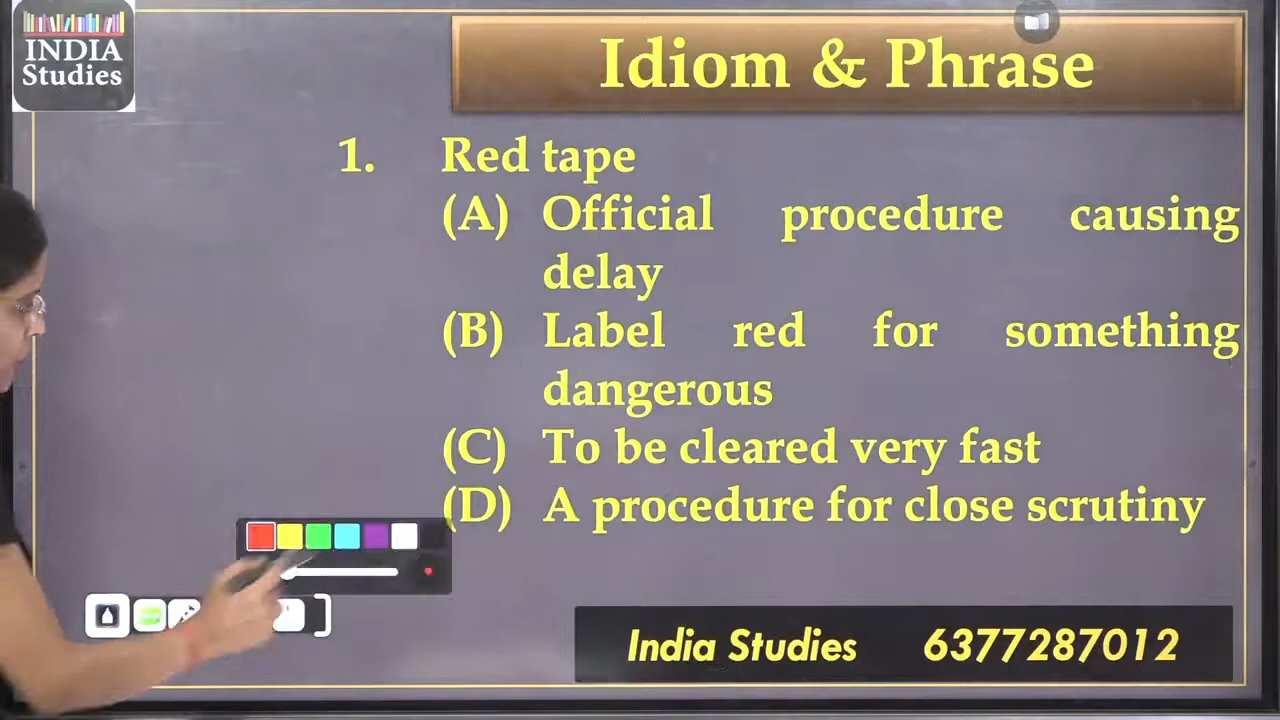 INDIA
Studies
Idiom & Phrase
1. Red tape
(A) Official procedure causing
delay
(B) Label red for something
dangerous
(C) To be cleared very fast
(D) A procedure for close scrutiny
India Studies 6377287012